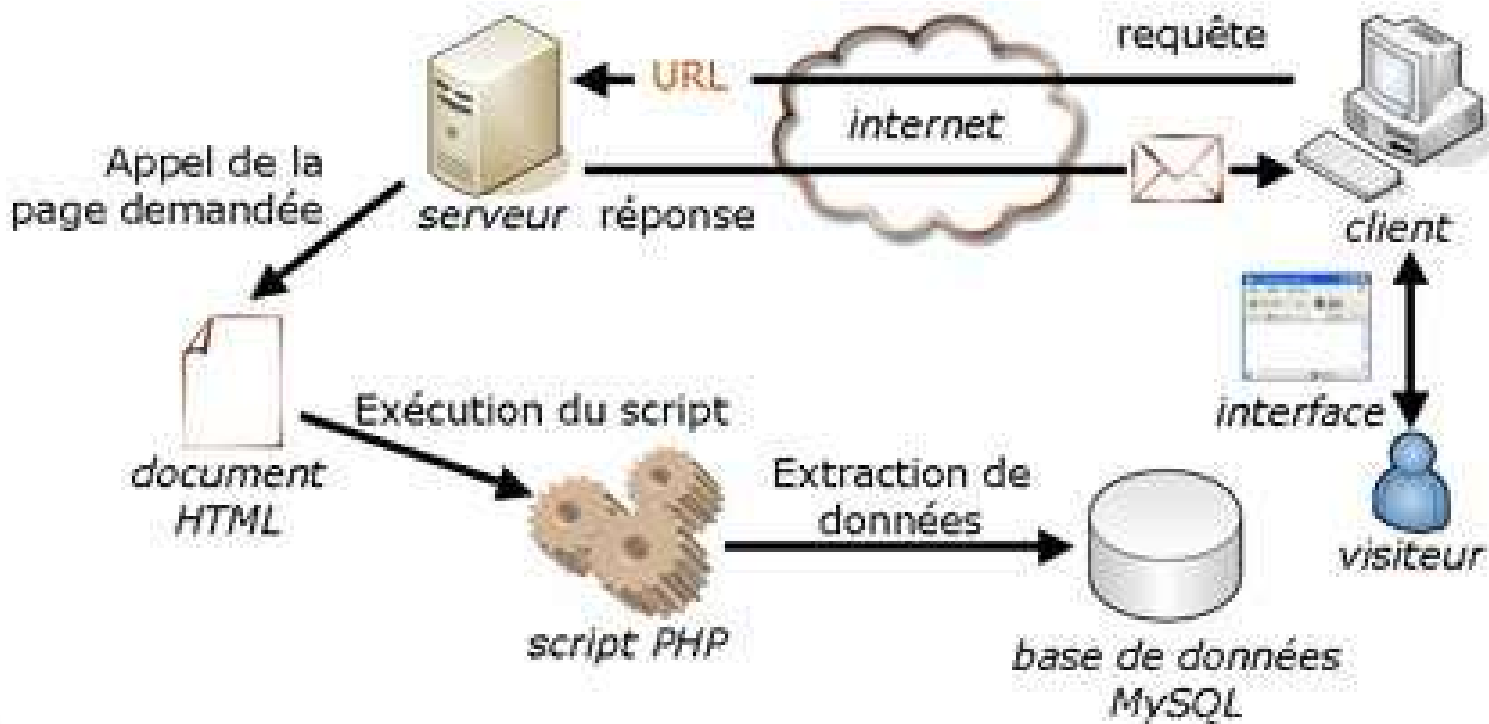 requête
URL
internet
Appel de la
page demandée
serveur
réponse
client
interface
Exécution du script
document
HTML
Extraction de
données
visiteur
script PHP
base de données
MySQL